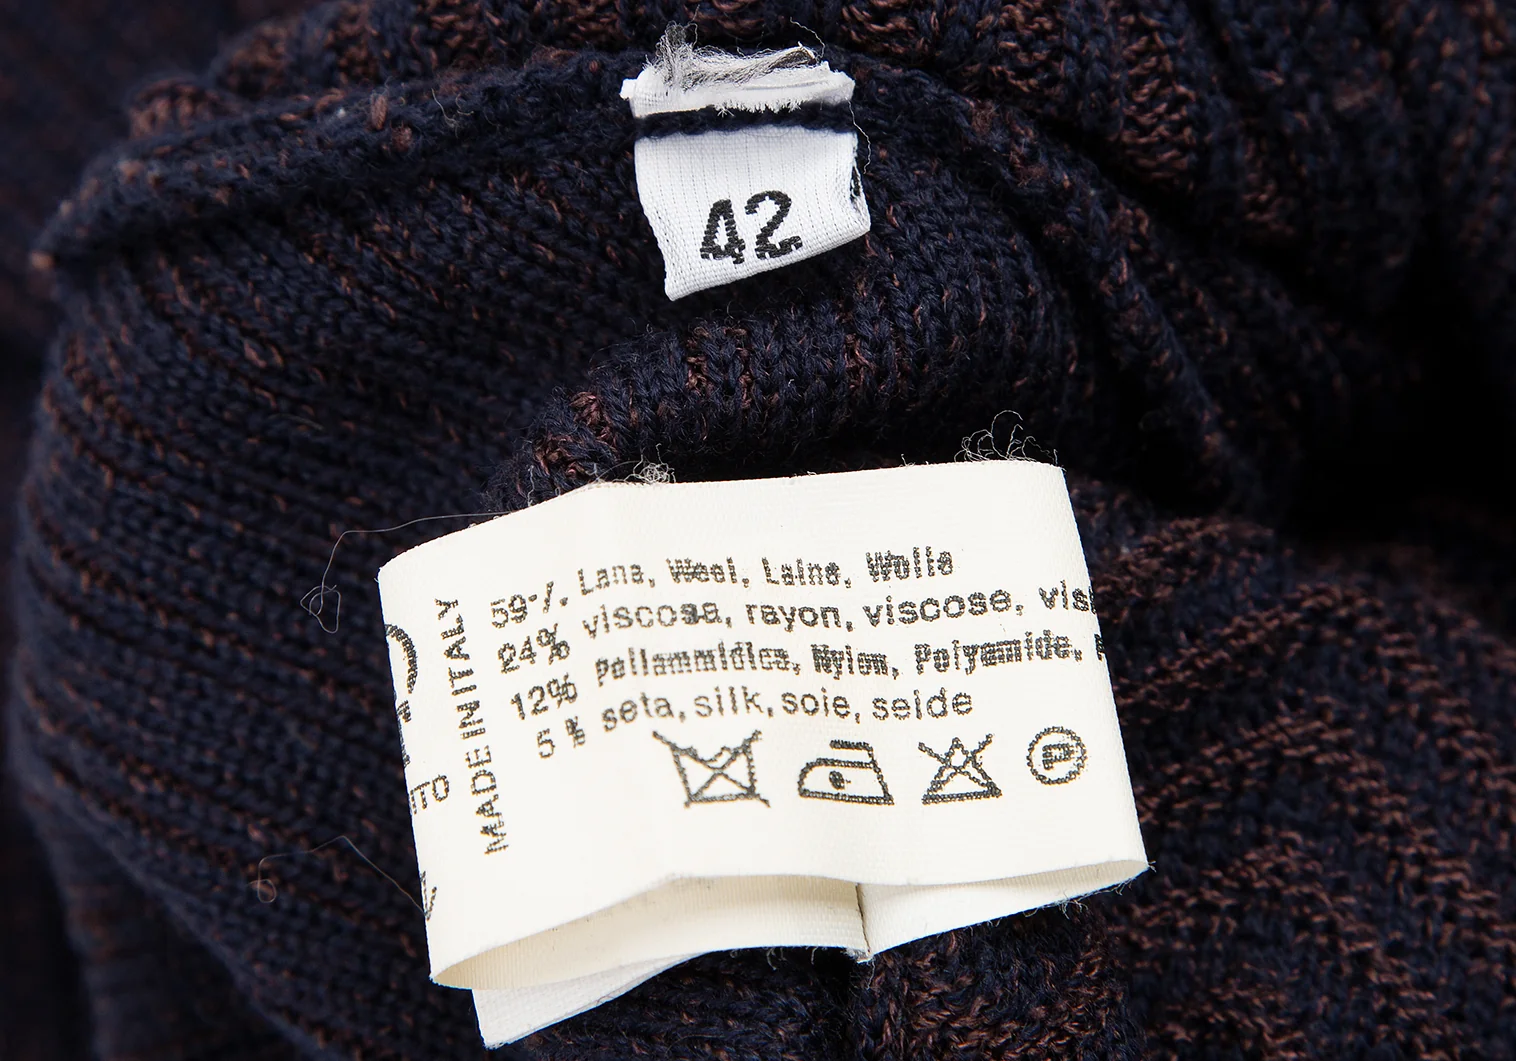 42
59·/. Lana, Wool, Laine, Wolle
24% viscosa, rayon, viscose, vis
12% Poliammidica, Nylon, Polyamide,
5 % seta, silk, soie, seide
P
MADE IN ITALY
ITO